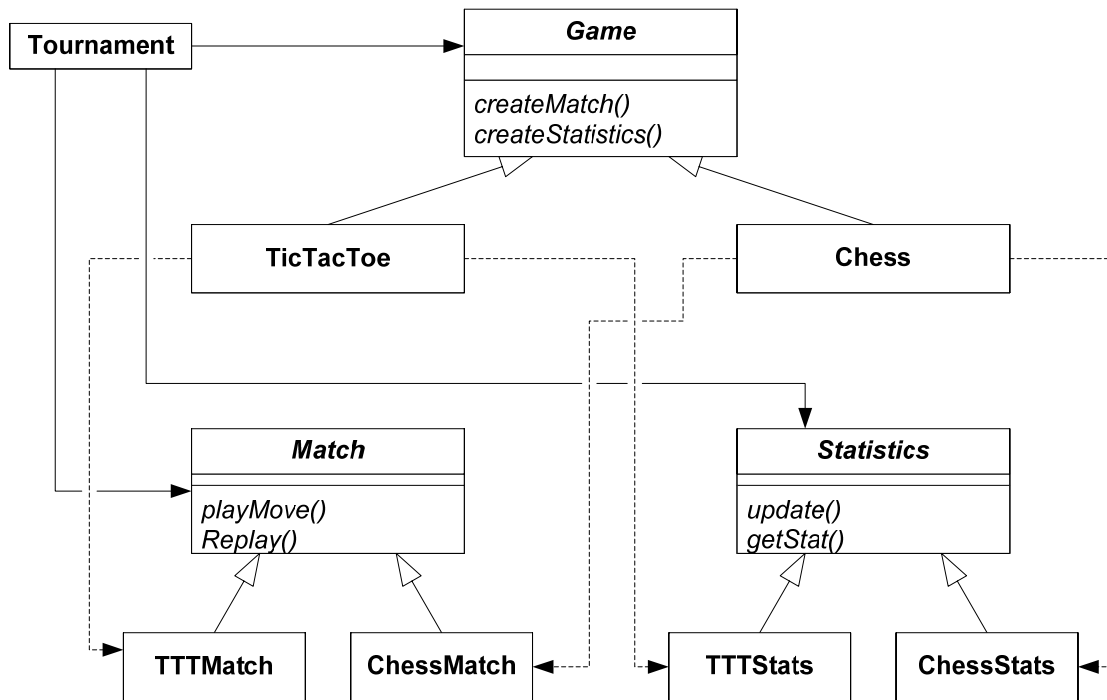 Tournament
Game
createMatch()
createStatistics()
TicTacToe
Chess
Match
playMove()
Replay()
Statistics
update()
getStat()
TTTMatch
ChessMatch
TTTStats
ChessStats